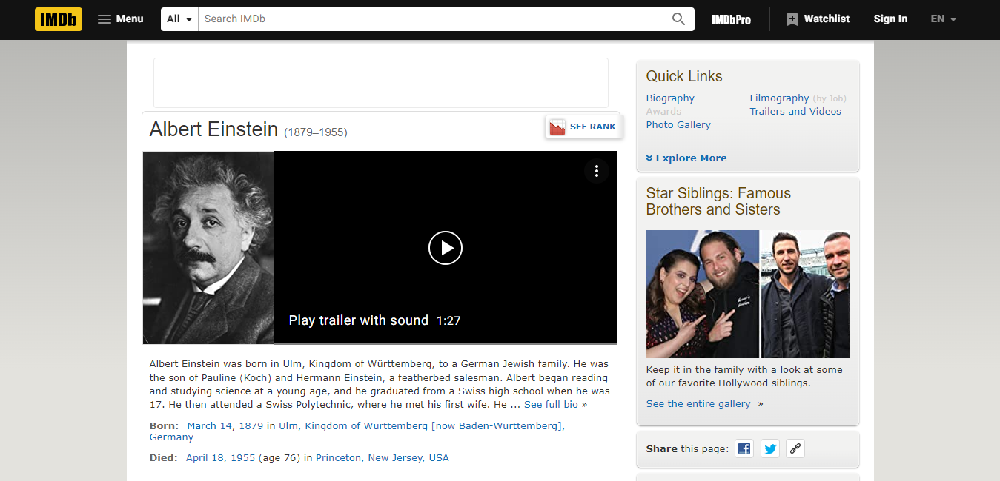 IMDb Menu All Search IMDb IMDbPro Watchlist Sign In EN
Albert Einstein (1879–1955)
SEE RANK
Play trailer with sound 1:27
Albert Einstein was born in Ulm, Kingdom of Württemberg, to a German Jewish family. He was
the son of Pauline (Koch) and Hermann Einstein, a featherbed salesman. Albert began reading
and studying science at a young age, and he graduated from a Swiss high school when he was
17. He then attended a Swiss Polytechnic, where he met his first wife. He ... See full bio »
Born: March 14, 1879 in Ulm, Kingdom of Württemberg [now Baden-Württemberg],
Germany
Died: April 18, 1955 (age 76) in Princeton, New Jersey, USA
Quick Links
Biography
Awards
Photo Gallery
Filmography (by Job)
Trailers and Videos
Explore More
Star Siblings: Famous
Brothers and Sisters
Keep it in the family with a look at some
of our favorite Hollywood siblings.
See the entire gallery »
Share this page: